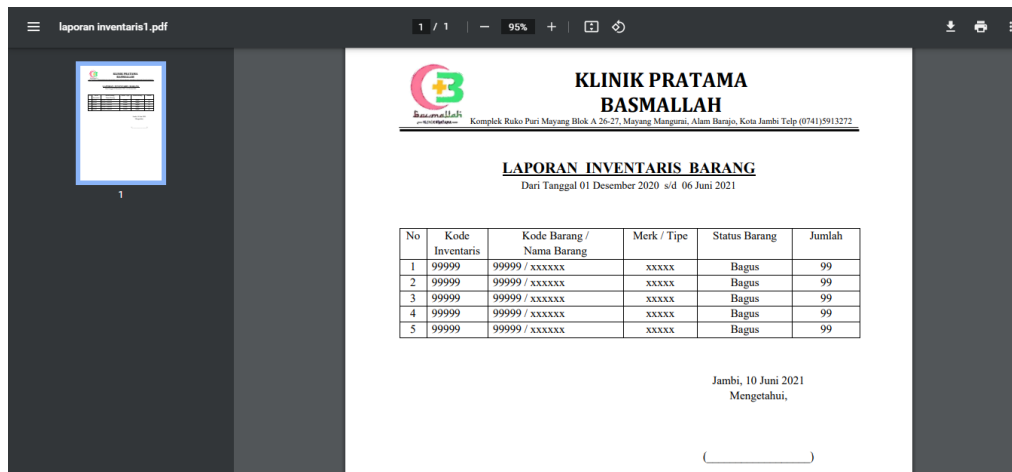 laporan inventaris1.pdf
1 / 1
95%
KLINIK PRATAMA
BASMALLAH
Basmallah
Komplek Ruko Puri Mayang Blok A 26-27, Mayang Mangurai, Alam Barajo, Kota Jambi Telp (0741)5913272
LAPORAN INVENTARIS BARANG
Dari Tanggal 01 Desember 2020 s/d 06 Juni 2021
No Kode Inventaris Kode Barang / Nama Barang Merk / Tipe Status Barang Jumlah
1 99999 99999 / xxxxxx xxxxx Bagus 99
2 99999 99999 / xxxxxx xxxxx Bagus 99
3 99999 99999 / xxxxxx xxxxx Bagus 99
4 99999 99999 / xxxxxx xxxxx Bagus 99
5 99999 99999 / xxxxxx xxxxx Bagus 99
Jambi, 10 Juni 2021
Mengetahui,
(____________________)
1